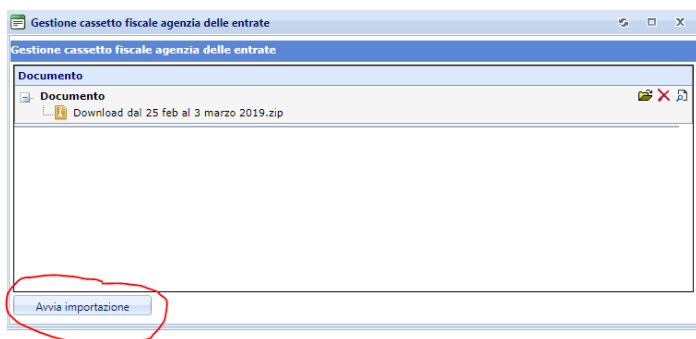 Gestione cassetto fiscale agenzia delle entrate
Gestione cassetto fiscale agenzia delle entrate
Documento
Documento
Download dal 25 feb al 3 marzo 2019.zip
Avvia importazione